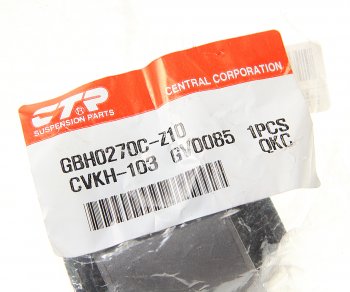 CTR
SUSPENSION PARTS
CENTRAL CORPORATION
GBH0270C-Z10
CVKH-103 GV0085 1PCS
QKC